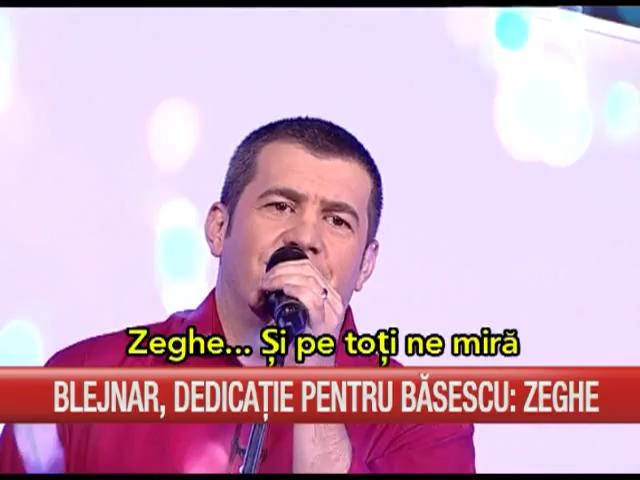 Zeghe... Și pe toți ne miră
BLEJNAR, DEDICAȚIE PENTRU BĂSESCU: ZEGHE